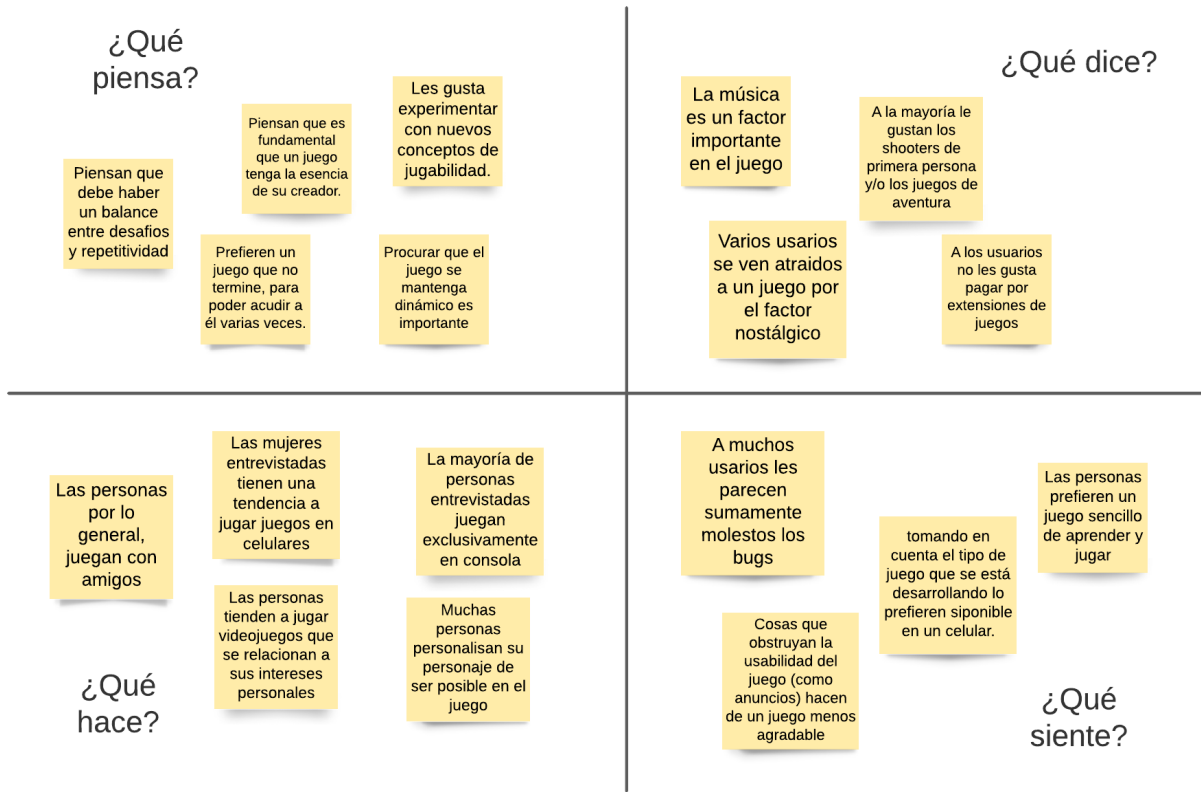 ¿Qué
piensa?
Piensan que
debe haber
un balance
entre desafios
y repetitividad
Piensan que es
fundamental
que un juego
tenga la esencia
de su creador.
Les gusta
experimentar
con nuevos
conceptos de
jugabilidad.
Prefieren un
juego que no
termine, para
poder acudir a
él varias veces.
Procurar que el
juego se
mantenga
dinámico es
importante
¿Qué dice?
La música
es un factor
importante
en el juego
A la mayoría le
gustan los
shooters de
primera persona
y/o los juegos de
aventura
Varios usarios
se ven atraidos
a un juego por
el factor
nostálgico
A los usuarios
no les gusta
pagar por
extensiones de
juegos
Las personas
por lo
general,
juegan con
amigos
Las mujeres
entrevistadas
tienen una
tendencia a
jugar juegos en
celulares
La mayoría de
personas
entrevistadas
juegan
exclusivamente
en consola
Las personas
tienden a jugar
videojuegos que
se relacionan a
sus intereses
personales
Muchas
personas
personalisan su
personaje de
ser posible en el
juego
¿Qué
hace?
A muchos
usarios les
parecen
sumamente
molestos los
bugs
tomando en
cuenta el tipo de
juego que se está
desarrollando lo
prefieren siponible
en un celular.
Las personas
prefieren un
juego sencillo
de aprender y
jugar
Cosas que
obstruyan la
usabilidad del
juego (como
anuncios) hacen
de un juego menos
agradable
¿Qué
siente?